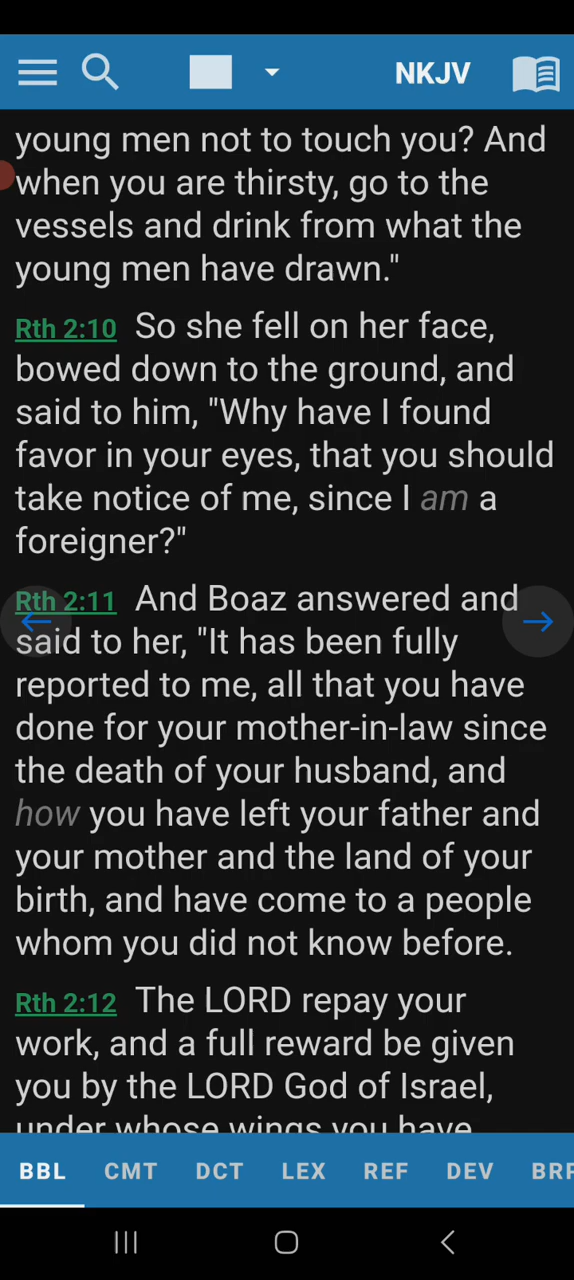 NKJV
young men not to touch you? And
when you are thirsty, go to the
vessels and drink from what the
young men have drawn."
Rth 2:10 So she fell on her face,
bowed down to the ground, and
said to him, "Why have I found
favor in your eyes, that you should
take notice of me, since I am a
foreigner?"
Rth 2:11 And Boaz answered and
said to her, "It has been fully
reported to me, all that you have
done for your mother-in-law since
the death of your husband, and
how you have left your father and
your mother and the land of your
birth, and have come to a people
whom you did not know before.
Rth 2:12 The LORD repay your
work, and a full reward be given
you by the LORD God of Israel,
under whose wings you have
BBL CMT DCT LEX REF DEV BRP